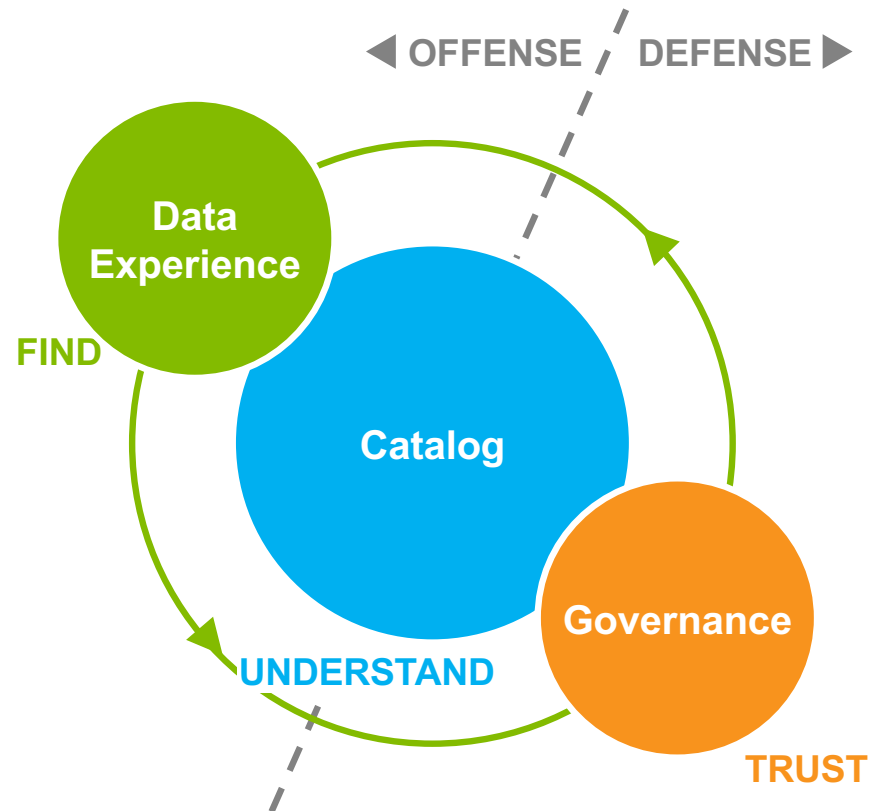 OFFENSE DEFENSE
Data
Experience
FIND
Catalog
Governance
UNDERSTAND
TRUST